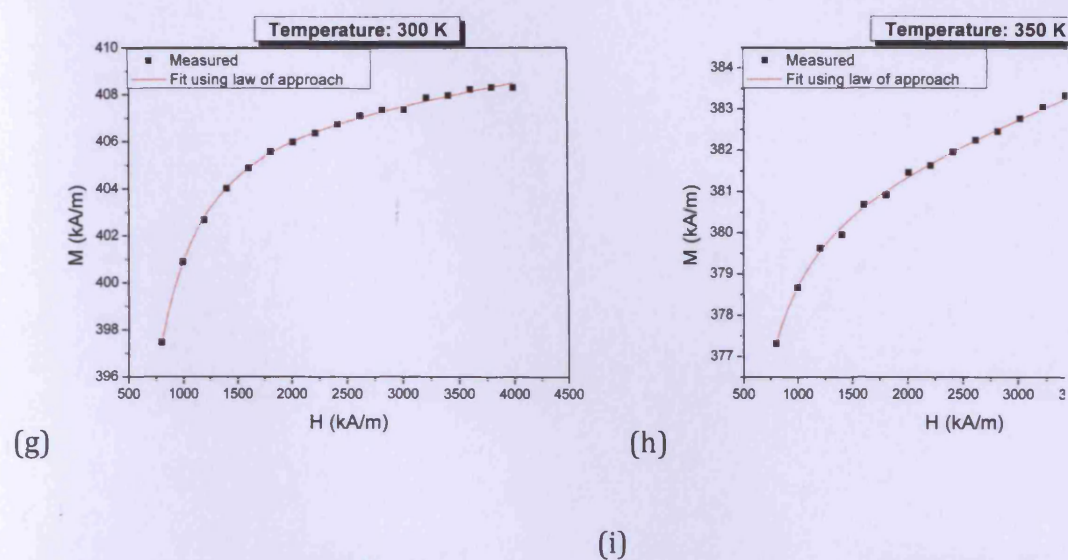 Temperature: 300 K
Measured
Fit using law of approach
410
408
406
404
402
400
398
396
M (kA/m)
500 1000 1500 2000 2500 3000 3500 4000 4500
H (kA/m)
(g)
Temperature: 350 K
Measured
Fit using law of approach
384
383
382
381
380
379
378
377
M (kA/m)
500 1000 1500 2000 2500 3000
H (kA/m)
(h)
(i)